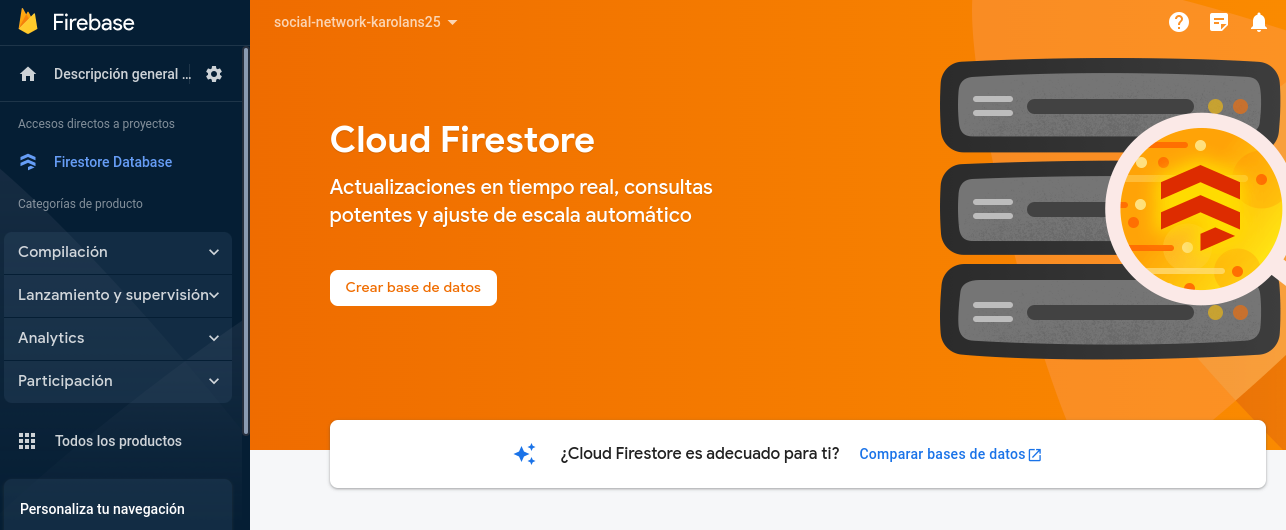 Firebase
social-network-karolans25
Descripción general ...
Accesos directos a proyectos
Firestore Database
Categorías de producto
Compilación
Lanzamiento y supervisión
Analytics
Participación
Todos los productos
Personaliza tu navegación
Cloud Firestore
Actualizaciones en tiempo real, consultas
potentes y ajuste de escala automático
Crear base de datos
¿Cloud Firestore es adecuado para ti? Comparar bases de datos